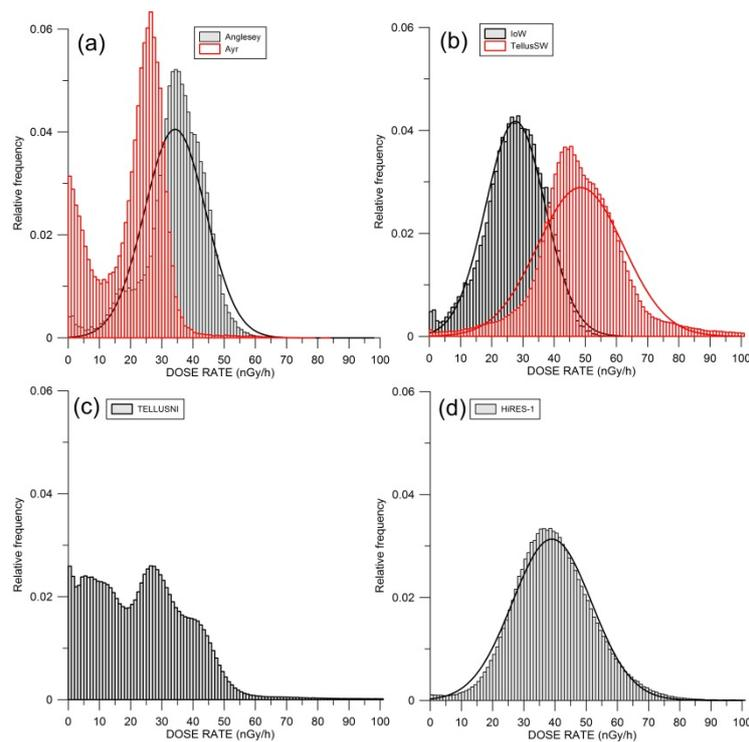 (a)
Anglesey
Ayr
Relative frequency
0.06
0.04
0.02
0
0 10 20 30 40 50 60 70 80 90 100
DOSE RATE (nGy/h)
(b)
IoW
TellusSW
Relative frequency
0.06
0.04
0.02
0
0 10 20 30 40 50 60 70 80 90 100
DOSE RATE (nGy/h)
(c)
TELLUSNI
Relative frequency
0.06
0.04
0.02
0
0 10 20 30 40 50 60 70 80 90 100
DOSE RATE (nGy/h)
(d)
HiRES-1
Relative frequency
0.06
0.04
0.02
0
0 10 20 30 40 50 60 70 80 90 100
DOSE RATE (nGy/h)